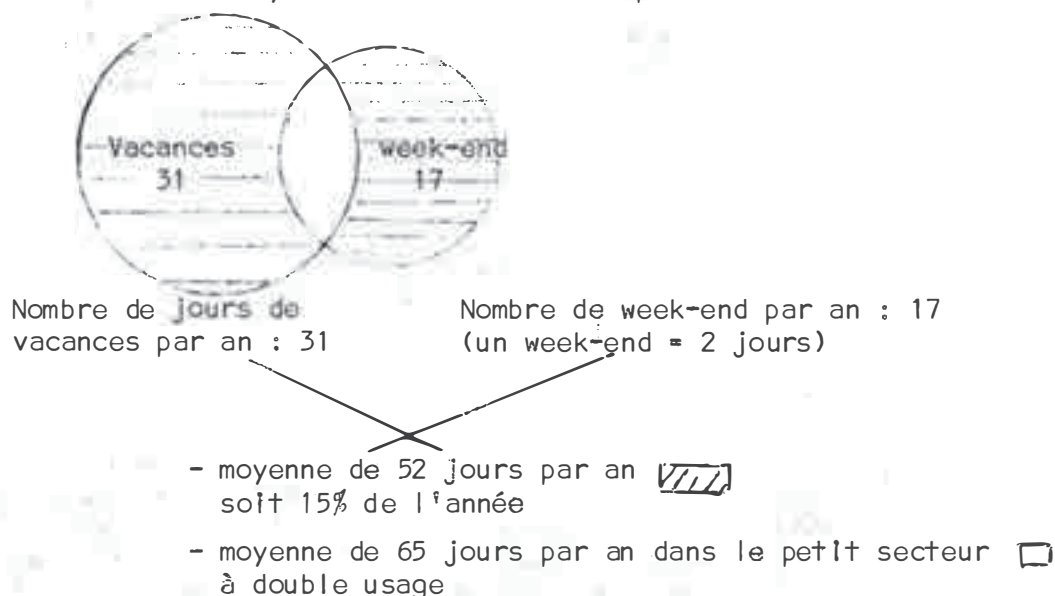 Vacances
31
week-end
17
Nombre de jours de
vacances par an : 31
Nombre de week-end par an : 17
(un week-end = 2 jours)
- moyenne de 52 jours par an
soit 15% de l'année
- moyenne de 65 jours par an dans le petit secteur
à double usage